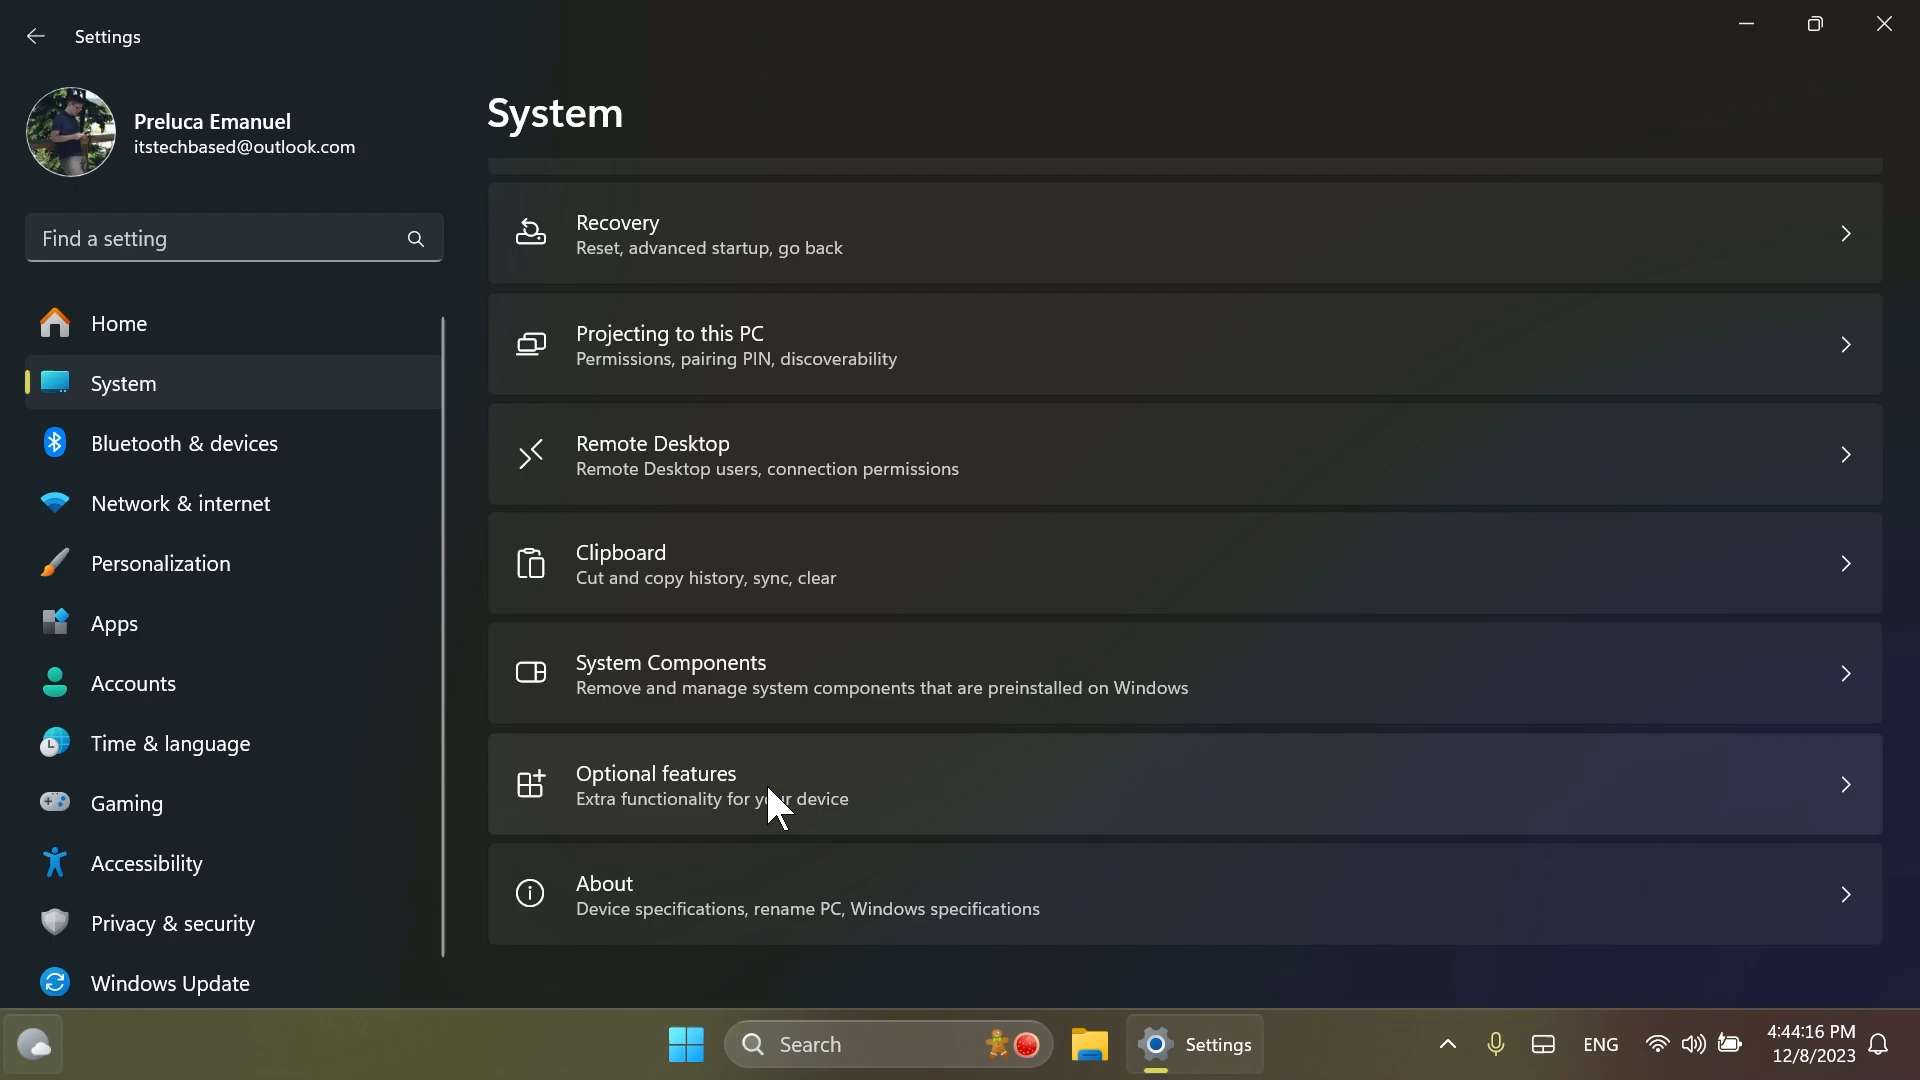 Settings
Preluca Emanuel
itstechbased@outlook.com
Find a setting
Home
System
Bluetooth & devices
Network & internet
Personalization
Apps
Accounts
Time & language
Gaming
Accessibility
Privacy & security
Windows Update
System
Recovery
Reset, advanced startup, go back
Projecting to this PC
Permissions, pairing PIN, discoverability
Remote Desktop
Remote Desktop users, connection permissions
Clipboard
Cut and copy history, sync, clear
System Components
Remove and manage system components that are preinstalled on Windows
Optional features
Extra functionality for your device
About
Device specifications, rename PC, Windows specifications
Search
Settings
ENG
4:44:16 PM
12/8/2023